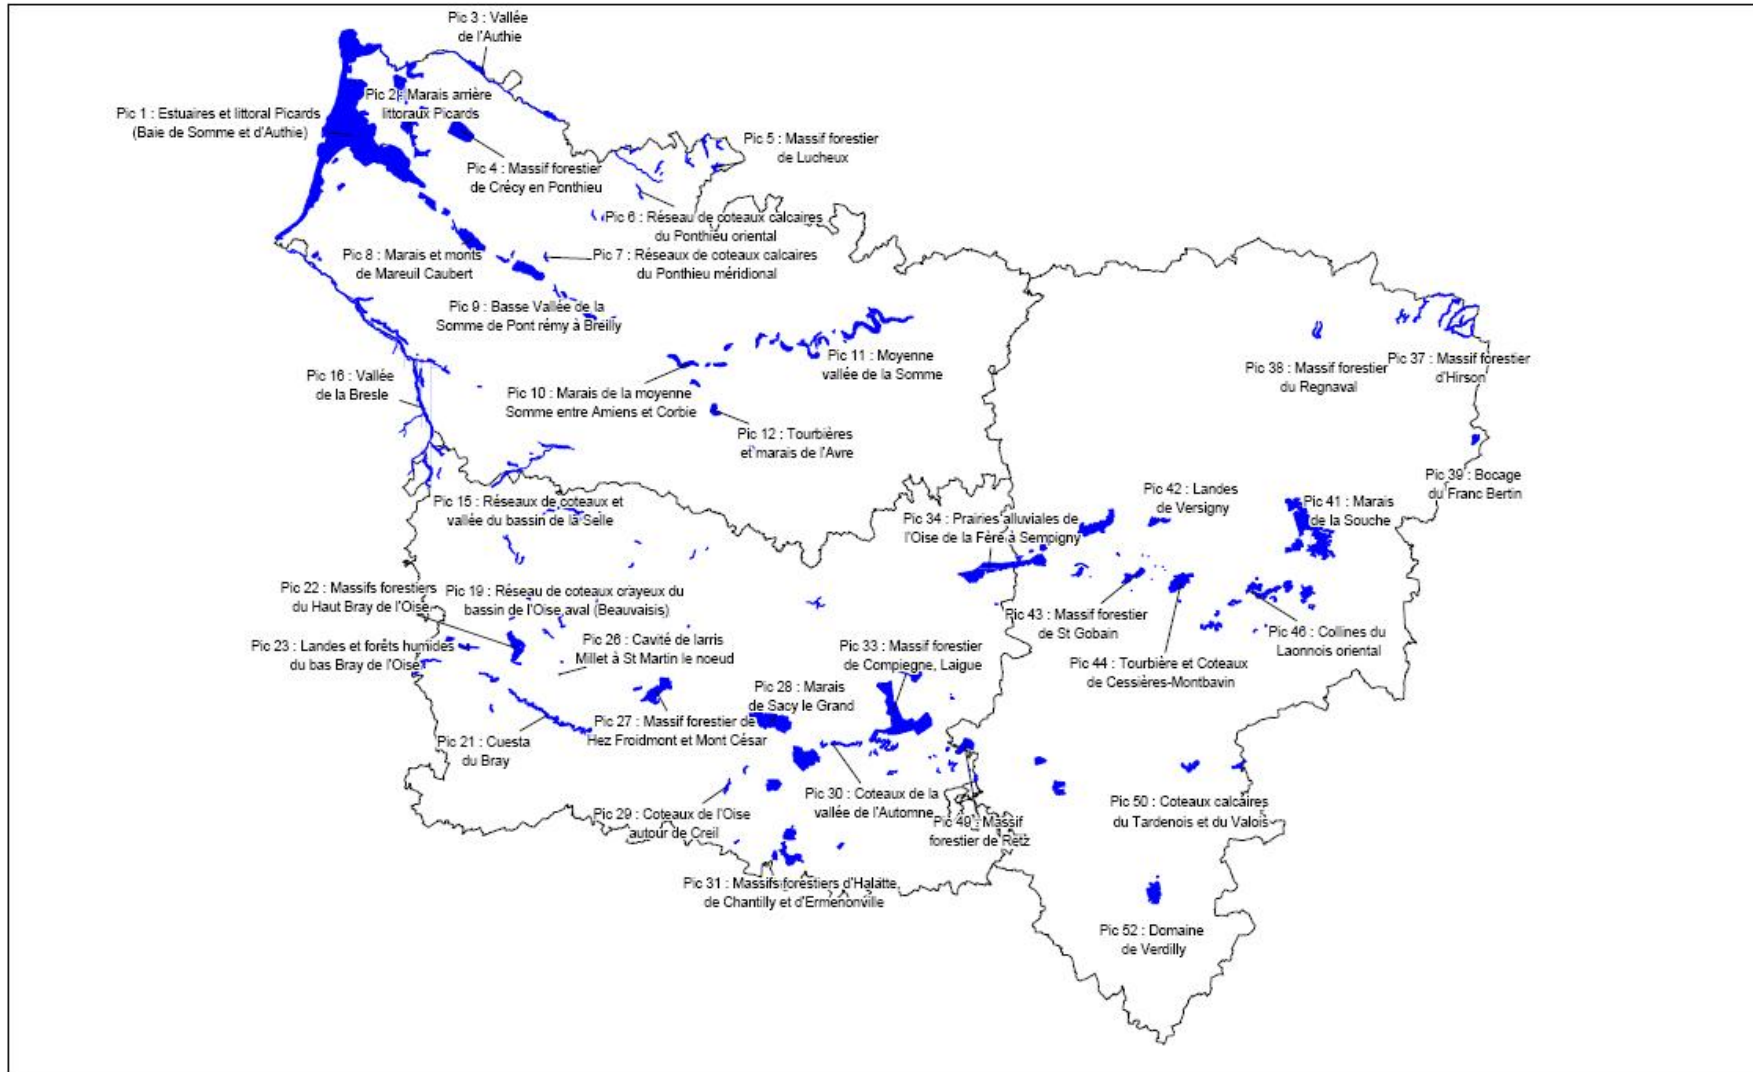 Pic 3 : Vallée
de l'Authie
Pic 2 : Marais arrière
littoraux Picards
Pic 1 : Estuaires et littoral Picards
(Baie de Somme et d'Authie)
Pic 5 : Massif forestier
de Lucheux
Pic 4 : Massif forestier
de Crécy en Ponthieu
Pic 6 : Réseau de coteaux calcaires
du Ponthieu oriental
Pic 8 : Marais et monts
de Mareuil Caubert
Pic 7 : Réseaux de coteaux calcaires
du Ponthieu méridional
Pic 9 : Basse Vallée de la
Somme de Pont rémy à Breilly
Pic 11 : Moyenne
vallée de la Somme
Pic 38 : Massif forestier
du Regnaval
Pic 37 : Massif forestier
d'Hirson
Pic 16 : Vallée
de la Bresle
Pic 10 : Marais de la moyenne
Somme entre Amiens et Corbie
Pic 12 : Tourbières
et marais de l'Avre
Pic 39 : Bocage
du Franc Bertin
Pic 15 : Réseaux de coteaux et
vallée du bassin de la Selle
Pic 34 : Prairies alluviales de
l'Oise de la Fère à Sempigny
Pic 42 : Landes
de Versigny
Pic 41 : Marais
de la Souche
Pic 22 : Massifs forestiers
du Haut Bray de l'Oise
Pic 19 : Réseau de coteaux crayeux du
bassin de l'Oise aval (Beauvaisis)
Pic 43 : Massif forestier
de St Gobain
Pic 23 : Landes et forêts humides
du bas Bray de l'Oise
Pic 26 : Cavité de larris
Millet à St Martin le noeud
Pic 33 : Massif forestier
de Compiegne, Laigue
Pic 46 : Collines du
Laonnois oriental
Pic 44 : Tourbière et Coteaux
de Cessières-Montbavin
Pic 28 : Marais
de Sacy le Grand
Pic 27 : Massif forestier de
Hez Froidmont et Mont César
Pic 21 : Cuesta
du Bray
Pic 29 : Coteaux de l'Oise
autour de Creil
Pic 30 : Coteaux de la
vallée de l'Automne
Pic 49 : Massif
forestier de Retz
Pic 50 : Coteaux calcaires
du Tardenois et du Valois
Pic 31 : Massifs forestiers d'Halatte,
de Chantilly et d'Ermenonville
Pic 52 : Domaine
de Verdilly